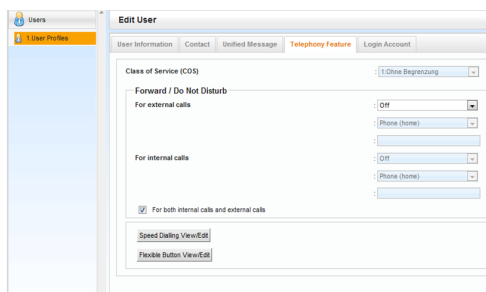 Users
1.User Profiles
Edit User
User Information Contact Unified Message Telephony Feature Login Account
Class of Service (COS) : 1:Ohne Begrenzung
Forward / Do Not Disturb
For external calls : Off
: Phone (home)
:
For internal calls : Off
: Phone (home)
:
For both internal calls and external calls
Speed Dialling View/Edit
Flexible Button View/Edit